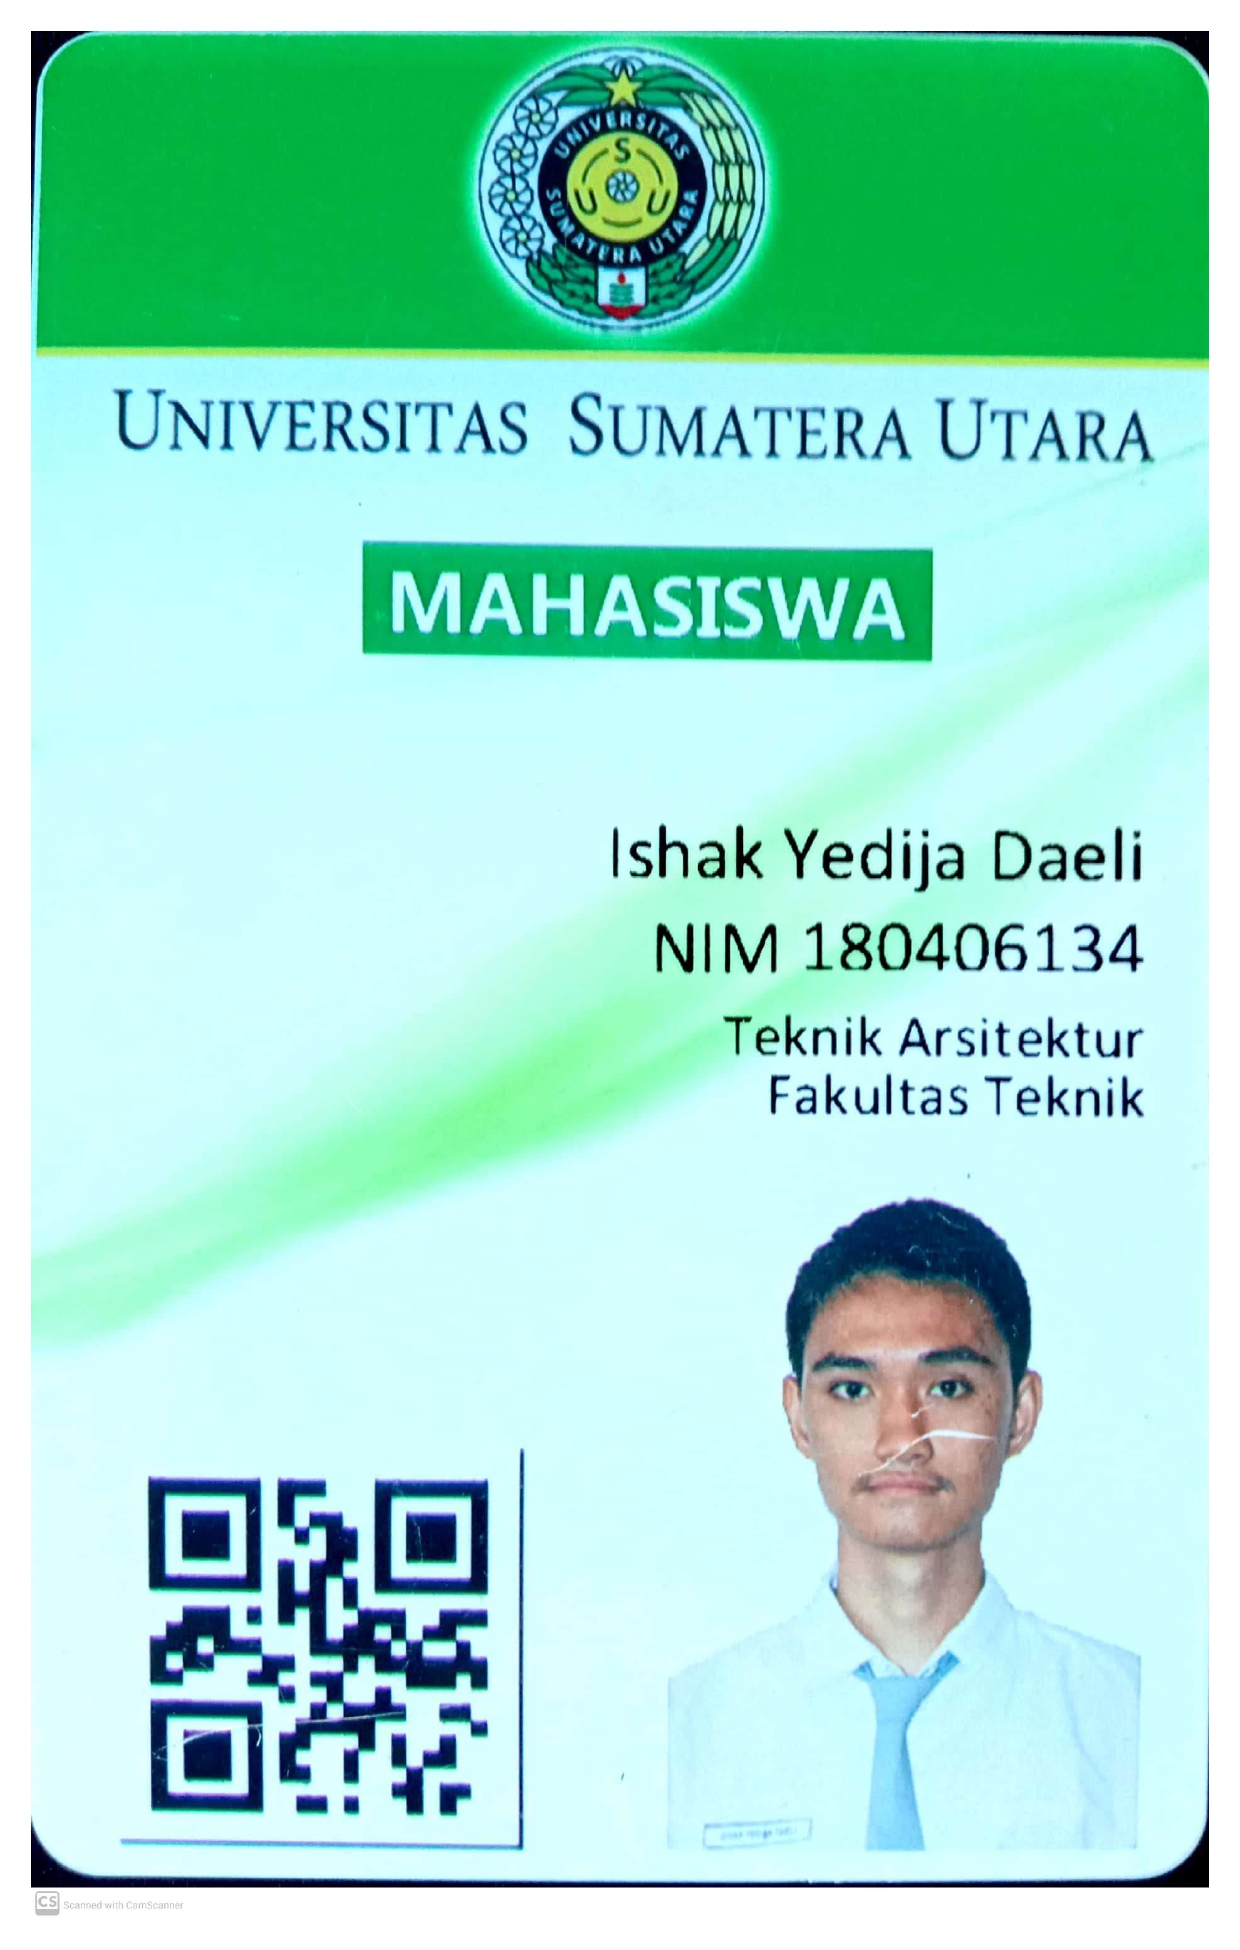 UNIVERSITAS
S
U U
SUMATERA UTARA
UNIVERSITAS SUMATERA UTARA
MAHASISWA
Ishak Yedija Daeli
NIM 180406134
Teknik Arsitektur
Fakultas Teknik
CS Scanned with CamScanner